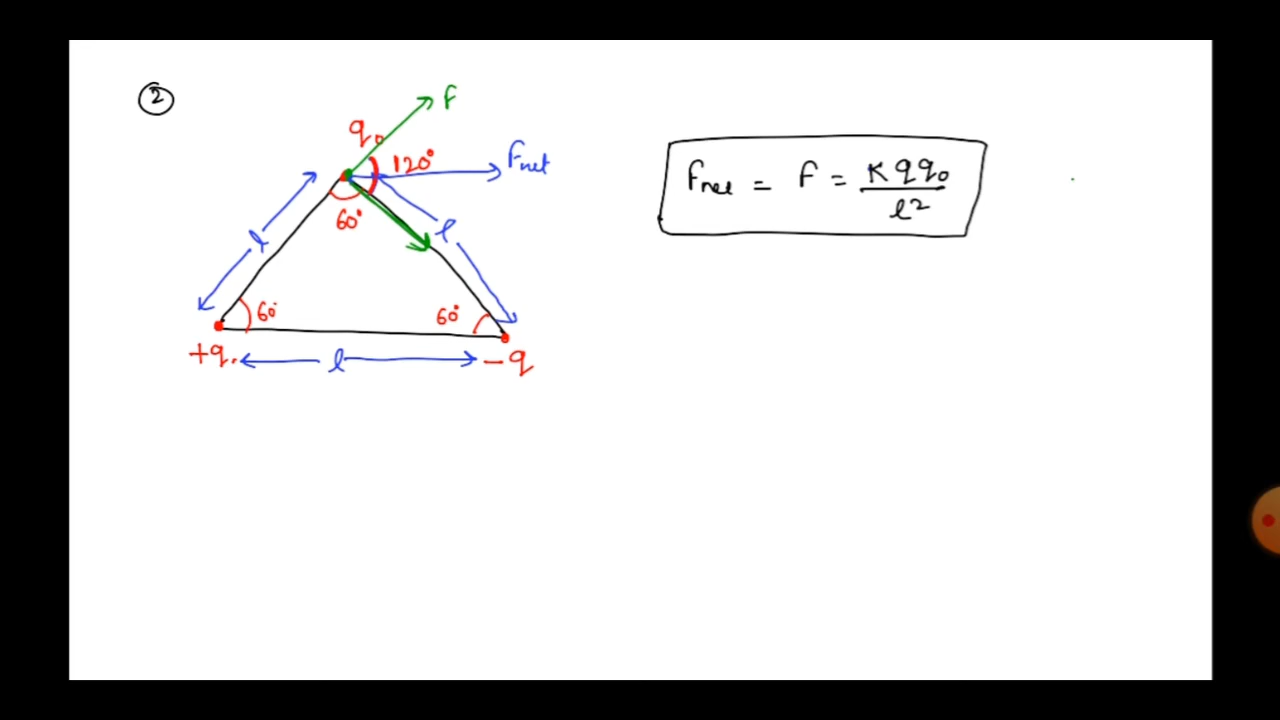 2
F
q₀
120°
Fnet
60°
l
l
60°
60°
+q.
l
-q
Fnet = F = Kqq₀
l²